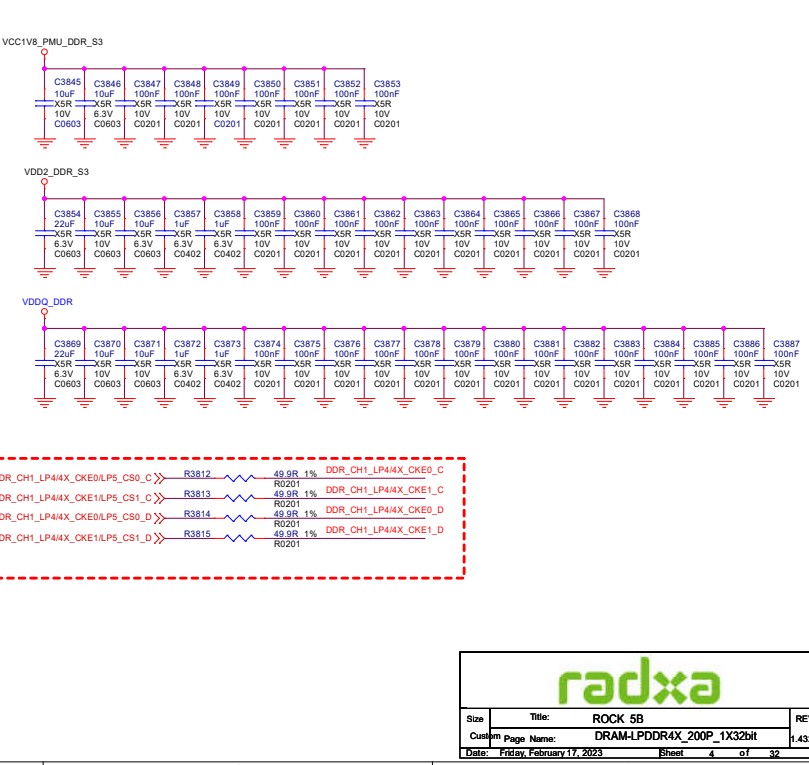 VCC1V8_PMU_DDR_S3
C3845 C3846 C3847 C3848 C3849 C3850 C3851 C3852 C3853
10uF 10uF 100nF 100nF 100nF 100nF 100nF 100nF 100nF
X5R X5R X5R X5R X5R X5R X5R X5R X5R
10V 6.3V 10V 10V 10V 10V 10V 10V 10V
C0603 C0603 C0201 C0201 C0201 C0201 C0201 C0201 C0201
VDD2_DDR_S3
C3854 C3855 C3856 C3857 C3858 C3859 C3860 C3861 C3862 C3863 C3864 C3865 C3866 C3867 C3868
22uF 10uF 10uF 1uF 1uF 100nF 100nF 100nF 100nF 100nF 100nF 100nF 100nF 100nF 100nF
X5R X5R X5R X5R X5R X5R X5R X5R X5R X5R X5R X5R X5R X5R X5R
6.3V 10V 6.3V 6.3V 6.3V 10V 10V 10V 10V 10V 10V 10V 10V 10V 10V
C0603 C0603 C0603 C0402 C0402 C0201 C0201 C0201 C0201 C0201 C0201 C0201 C0201 C0201 C0201
VDDQ_DDR
C3869 C3870 C3871 C3872 C3873 C3874 C3875 C3876 C3877 C3878 C3879 C3880 C3881 C3882 C3883 C3884 C3885 C3886 C3887
22uF 10uF 10uF 1uF 1uF 100nF 100nF 100nF 100nF 100nF 100nF 100nF 100nF 100nF 100nF 100nF 100nF 100nF 100nF
X5R X5R X5R X5R X5R X5R X5R X5R X5R X5R X5R X5R X5R X5R X5R X5R X5R X5R X5R
6.3V 10V 10V 6.3V 6.3V 10V 10V 10V 10V 10V 10V 10V 10V 10V 10V 10V 10V 10V 10V
C0603 C0603 C0603 C0402 C0402 C0201 C0201 C0201 C0201 C0201 C0201 C0201 C0201 C0201 C0201 C0201 C0201 C0201 C0201
DR_CH1_LP4/4X_CKE0/LP5_CS0_C R3812 49.9R 1% DDR_CH1_LP4/4X_CKE0_C
R0201
DR_CH1_LP4/4X_CKE1/LP5_CS1_C R3813 49.9R 1% DDR_CH1_LP4/4X_CKE1_C
R0201
DR_CH1_LP4/4X_CKE0/LP5_CS0_D R3814 49.9R 1% DDR_CH1_LP4/4X_CKE0_D
R0201
DR_CH1_LP4/4X_CKE1/LP5_CS1_D R3815 49.9R 1% DDR_CH1_LP4/4X_CKE1_D
R0201
radxa
Size Title: ROCK 5B RE
Custom Page Name: DRAM-LPDDR4X_200P_1X32bit 1.43
Date: Friday, February 17, 2023 Sheet 4 of 32